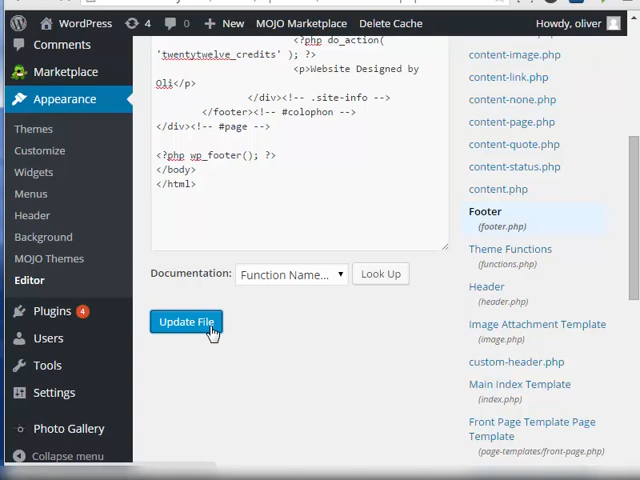 WordPress 4 0 New MOJO Marketplace Delete Cache Howdy, oliver
Comments
Marketplace
Appearance
Themes
Customize
Widgets
Menus
Header
Background
MOJO Themes
Editor
Plugins 4
Users
Tools
Settings
Photo Gallery
Collapse menu
<?php do_action(
'twentytwelve_credits' ); ?>
<p>Website Designed by
Oli</p>
</div><!-- .site-info -->
</footer><!-- #colophon -->
</div><!-- #page -->
<?php wp_footer(); ?>
</body>
</html>
Documentation: Function Name... Look Up
Update File
content-image.php
content-link.php
content-none.php
content-page.php
content-quote.php
content-status.php
content.php
Footer
(footer.php)
Theme Functions
(functions.php)
Header
(header.php)
Image Attachment Template
(image.php)
custom-header.php
Main Index Template
(index.php)
Front Page Template Page
Template
(page-templates/front-page.php)